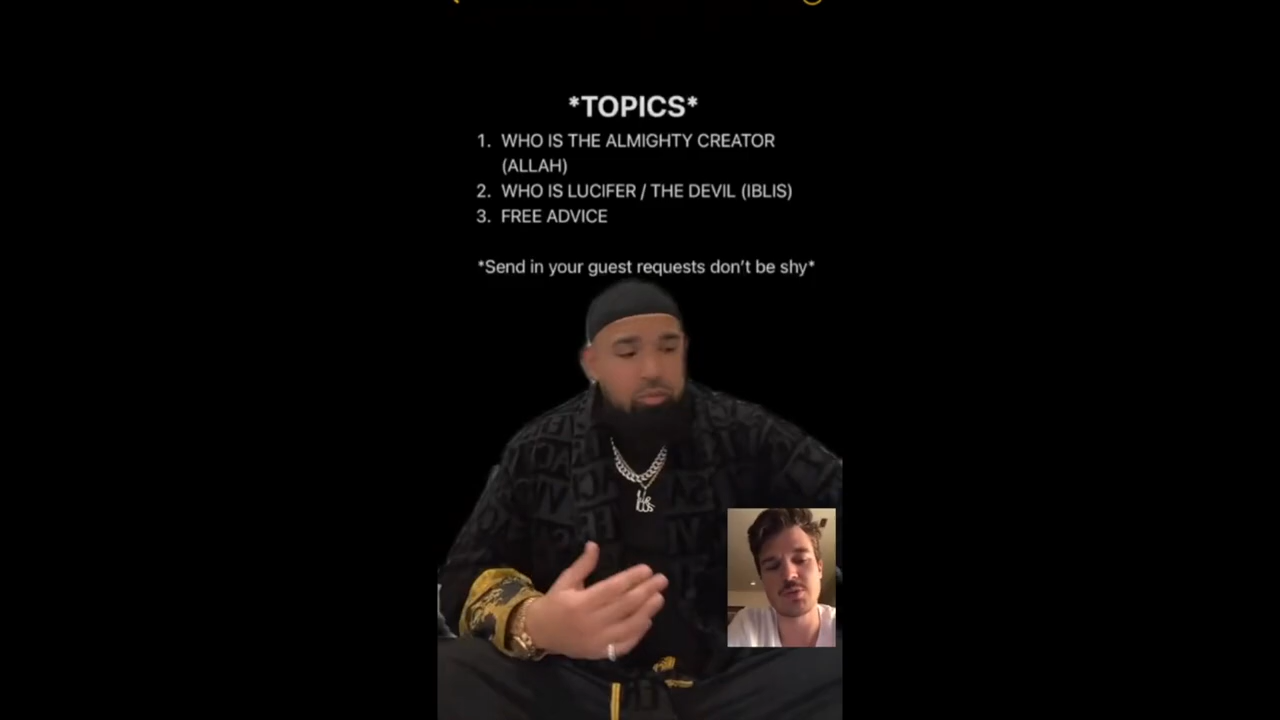 *TOPICS*
1. WHO IS THE ALMIGHTY CREATOR
(ALLAH)
2. WHO IS LUCIFER / THE DEVIL (IBLIS)
3. FREE ADVICE
*Send in your guest requests don't be shy*